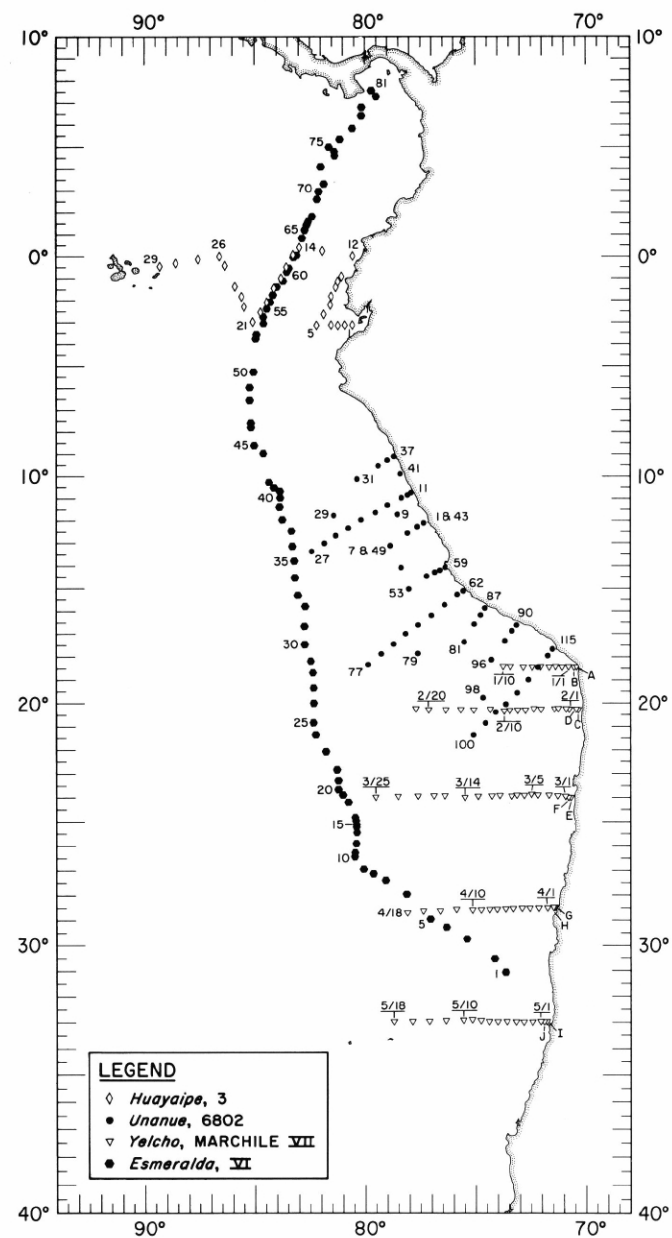 90° 80° 70°
10° 10°
81
75
70
65
14 12
0° 29 26 0°
60
55
21 5 1
50
45
37
10° 41 10°
31 11
40
29 9 1 & 43
27 7 & 49
35 59
53 62
87
90
30 81 115
77 79 96
1/10 1/1 B A
98
2/20 2/1
20° 2/10 D C 20°
25 100
20 3/25 3/14 3/5 3/1
F E
15
10
4/10 4/1
4/18 G
5 H
30° 30°
1
5/18 5/10 5/1
J I
LEGEND
◊ Huayaipe, 3
• Unanue, 6802
▽ Yelcho, MARCHILE VII
● Esmeralda, VI
40° 40°
90° 80° 70°